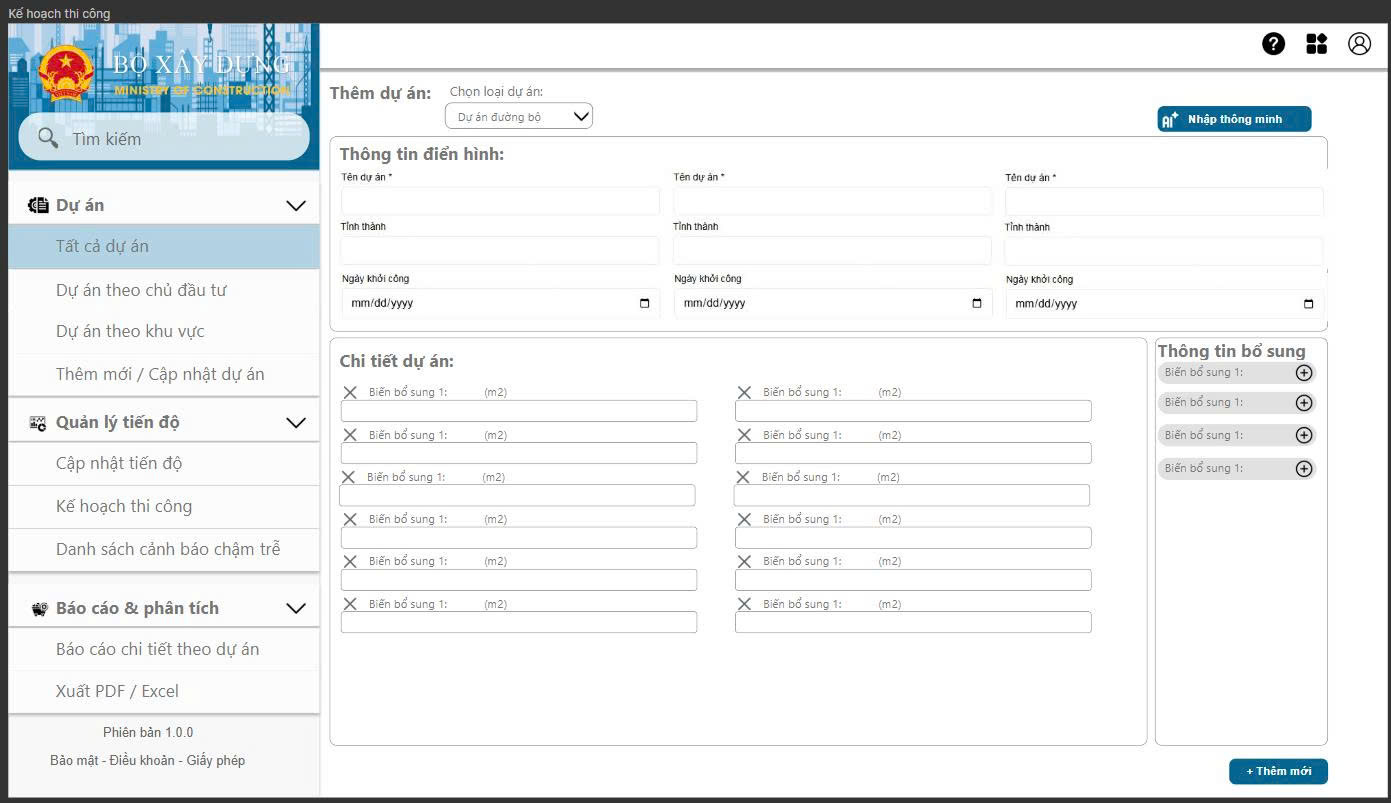 Kế hoạch thi công
BỘ XÂY DỰNG
MINISTRY OF CONSTRUCTION
Tìm kiếm
Dự án
Tất cả dự án
Dự án theo chủ đầu tư
Dự án theo khu vực
Thêm mới / Cập nhật dự án
Quản lý tiến độ
Cập nhật tiến độ
Kế hoạch thi công
Danh sách cảnh báo chậm trễ
Báo cáo & phân tích
Báo cáo chi tiết theo dự án
Xuất PDF / Excel
Phiên bản 1.0.0
Bảo mật - Điều khoản - Giấy phép
Thêm dự án:
Chọn loại dự án:
Dự án đường bộ
AI Nhập thông minh
Thông tin điển hình:
Tên dự án * Tên dự án * Tên dự án *
Tỉnh thành Tỉnh thành Tỉnh thành
Ngày khởi công Ngày khởi công Ngày khởi công
mm/dd/yyyy mm/dd/yyyy mm/dd/yyyy
Chi tiết dự án:
Biến bổ sung 1: (m2) Biến bổ sung 1: (m2)
Biến bổ sung 1: (m2) Biến bổ sung 1: (m2)
Biến bổ sung 1: (m2) Biến bổ sung 1: (m2)
Biến bổ sung 1: (m2) Biến bổ sung 1: (m2)
Biến bổ sung 1: (m2) Biến bổ sung 1: (m2)
Biến bổ sung 1: (m2) Biến bổ sung 1: (m2)
Thông tin bổ sung
Biến bổ sung 1:
Biến bổ sung 1:
Biến bổ sung 1:
Biến bổ sung 1:
+ Thêm mới